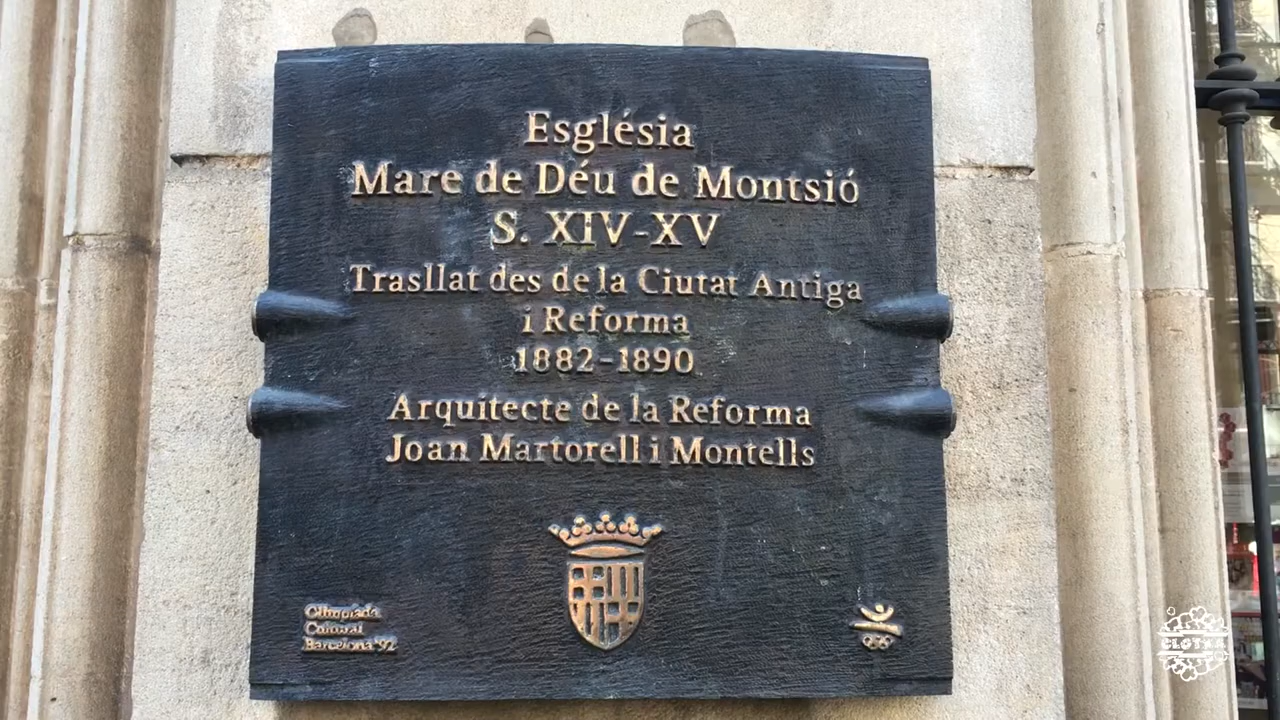 Església
Mare de Déu de Montsió
S. XIV-XV
Trasllat des de la Ciutat Antiga
i Reforma
1882-1890
Arquitecte de la Reforma
Joan Martorell i Montells
Olimpiada
Cultural
Barcelona '92